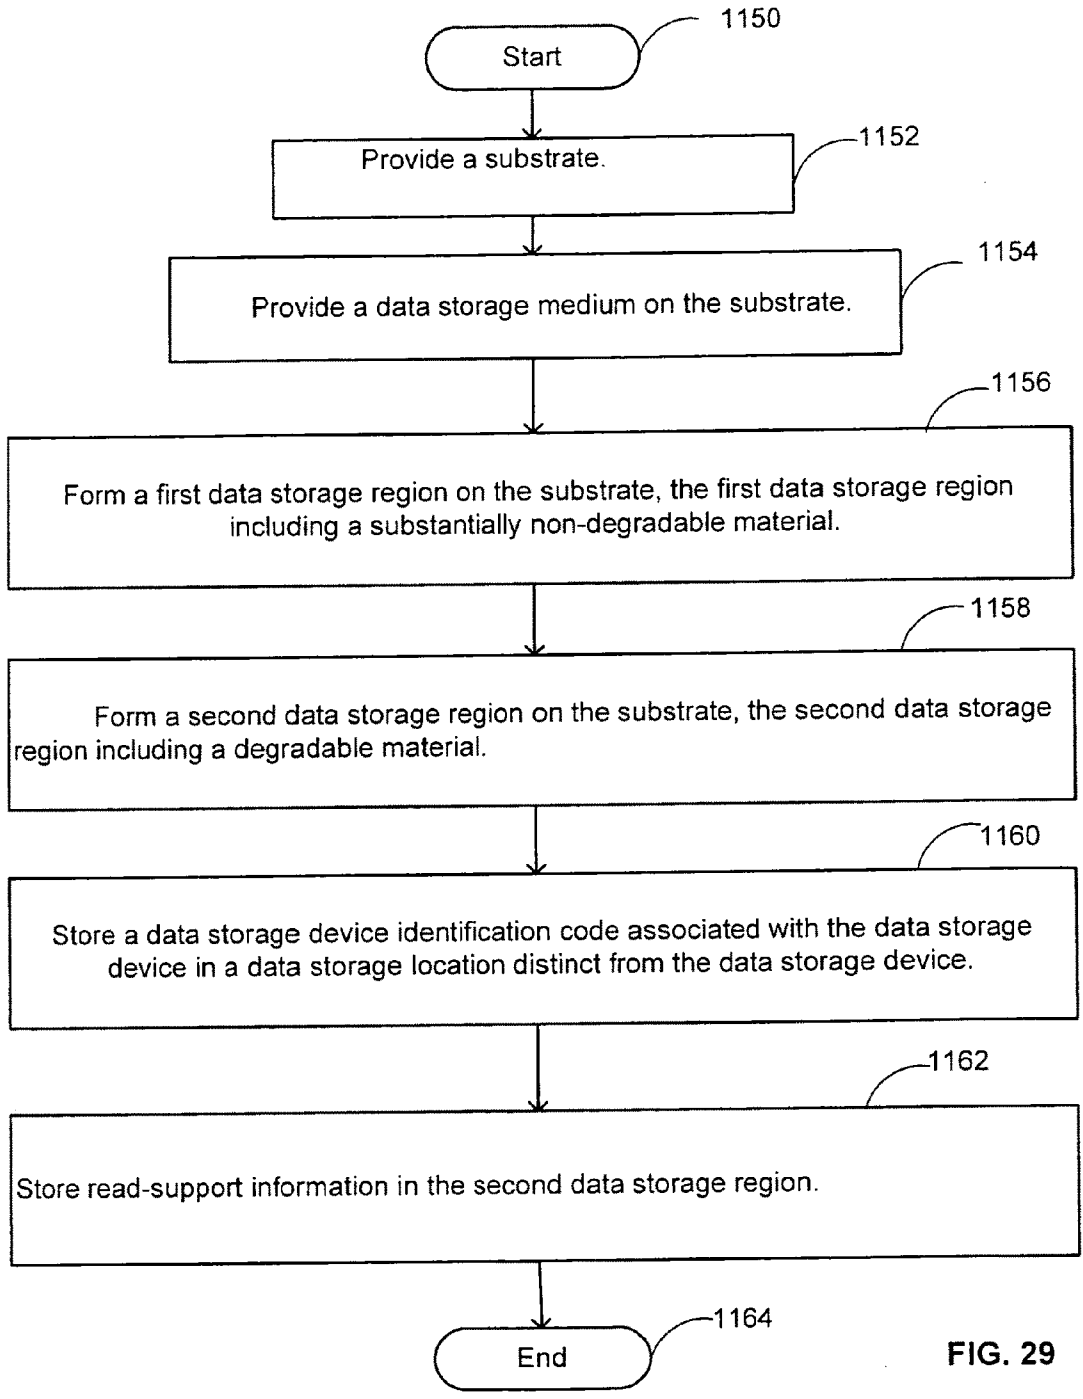 1150
Start
1152
Provide a substrate.
1154
Provide a data storage medium on the substrate.
1156
Form a first data storage region on the substrate, the first data storage region
including a substantially non-degradable material.
1158
Form a second data storage region on the substrate, the second data storage
region including a degradable material.
1160
Store a data storage device identification code associated with the data storage
device in a data storage location distinct from the data storage device.
1162
Store read-support information in the second data storage region.
1164
End
FIG. 29